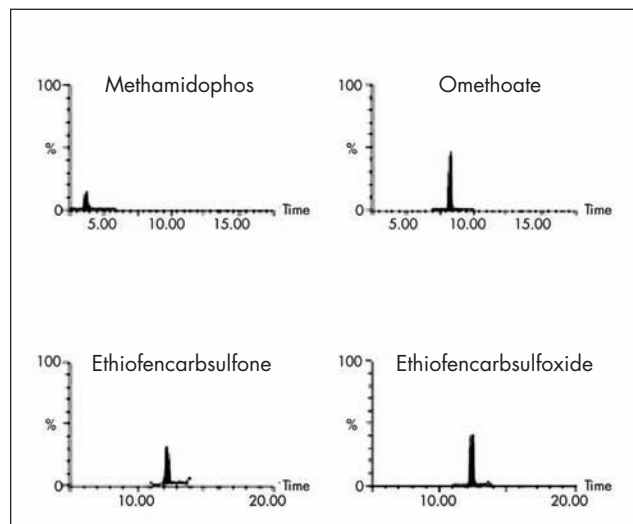 Methamidophos
100
%
0
5.00 10.00 15.00 Time
Omethoate
100
%
0
5.00 10.00 15.00 Time
Ethiofencarbsulfone
100
%
0
10.00 20.00 Time
Ethiofencarbsulfoxide
100
%
0
10.00 20.00 Time